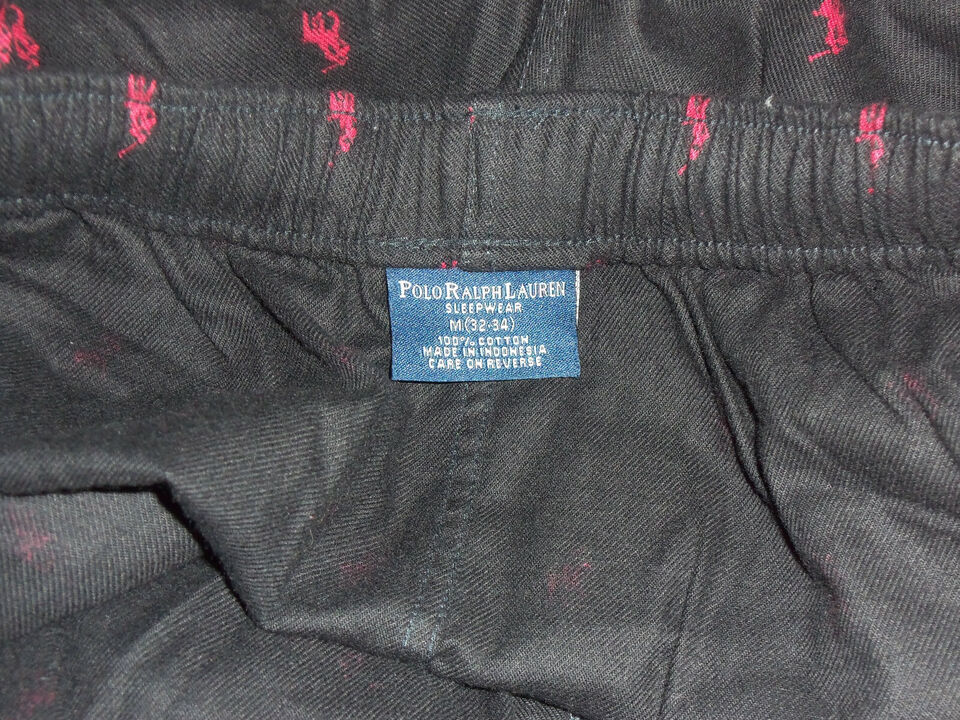 POLO RALPH LAUREN
SLEEPWEAR
M(32-34)
100% COTTON
MADE IN INDONESIA
CARE ON REVERSE